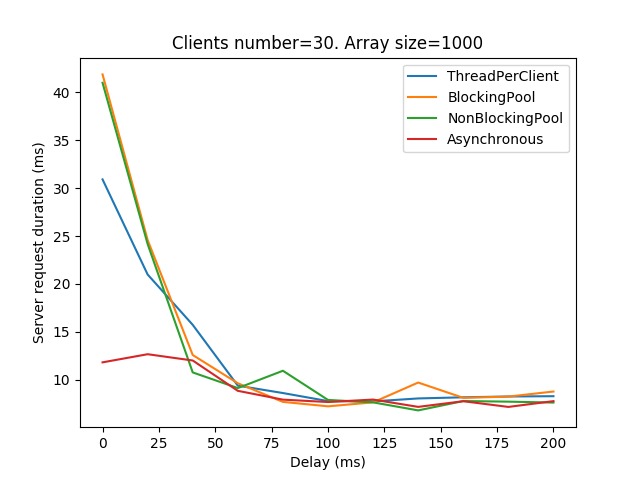 Clients number=30. Array size=1000
ThreadPerClient
BlockingPool
NonBlockingPool
Asynchronous
Server request duration (ms)
40
35
30
25
20
15
10
0
25
50
75
100
125
150
175
200
Delay (ms)